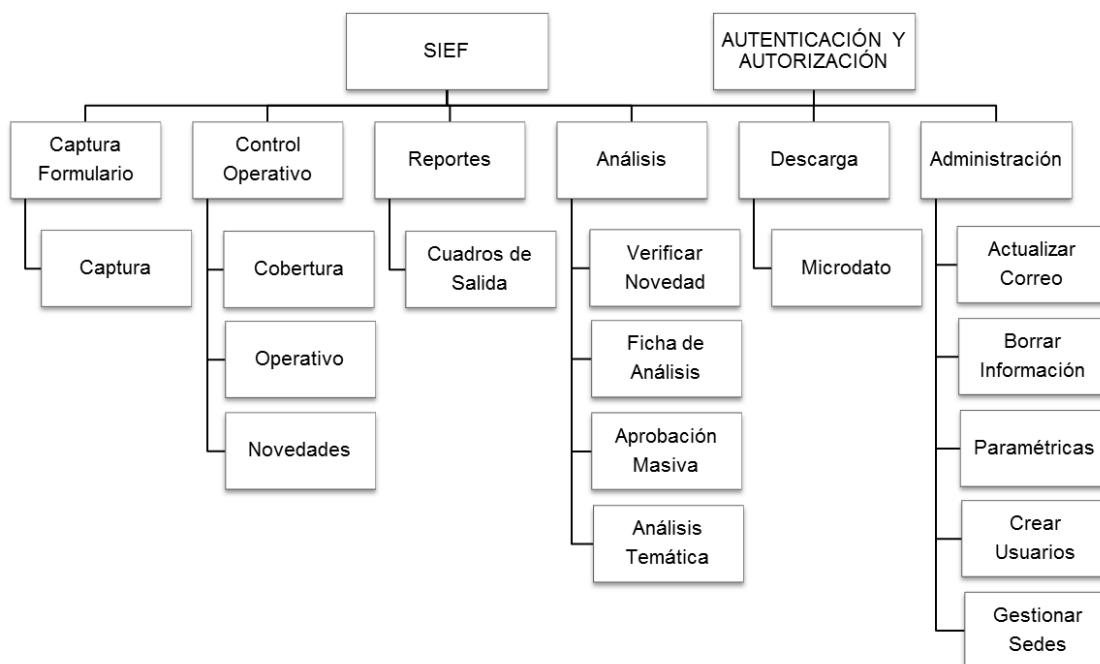 SIEF
AUTENTICACIÓN Y
AUTORIZACIÓN
Captura
Formulario
Control
Operativo
Reportes
Análisis
Descarga
Administración
Captura
Cobertura
Operativo
Novedades
Cuadros de
Salida
Verificar
Novedad
Ficha de
Análisis
Aprobación
Masiva
Análisis
Temática
Microdato
Actualizar
Correo
Borrar
Información
Paramétricas
Crear
Usuarios
Gestionar
Sedes